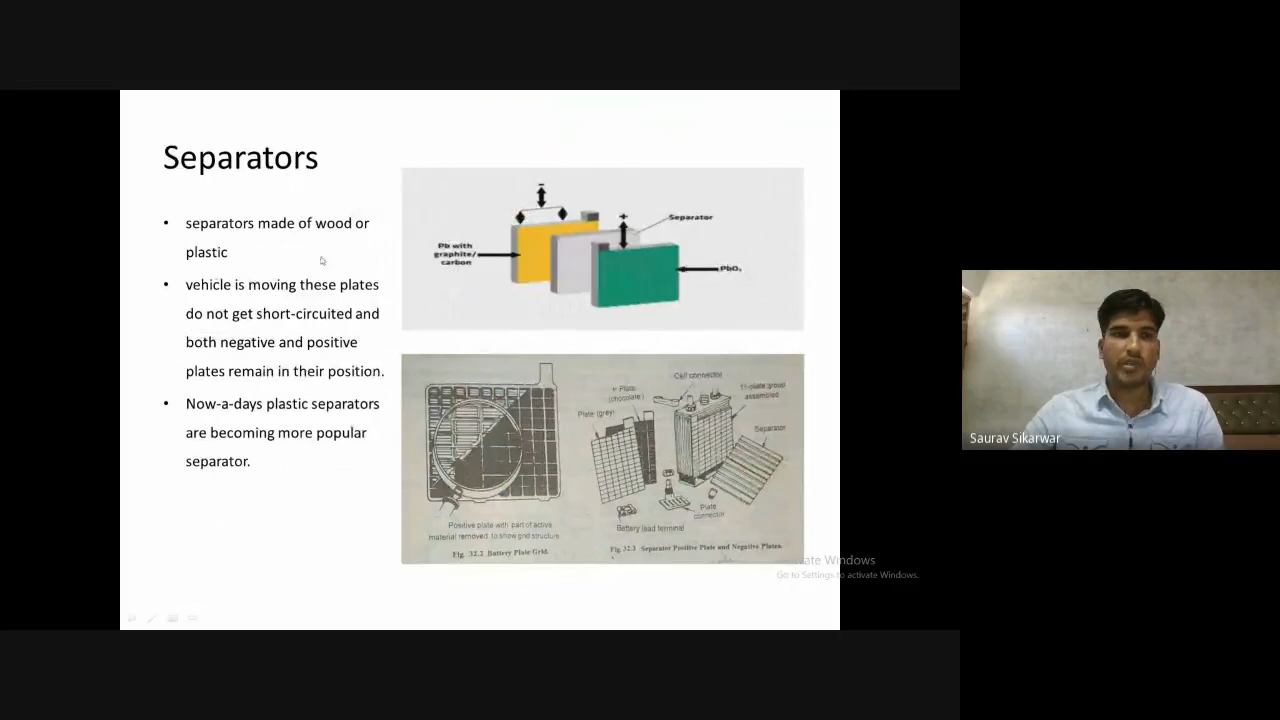 Separators
• separators made of wood or
plastic
• vehicle is moving these plates
do not get short-circuited and
both negative and positive
plates remain in their position.
• Now-a-days plastic separators
are becoming more popular
separator.
-
+
Separator
Pb with
graphite/
carbon
PbO₂
Cell connector
+ Plate
(chocolate)
11-plate group
assembled
Plate (grey)
Separator
Plate
connector
Battery lead terminal
Positive plate with part of active
material removed to show grid structure
Fig. 32.2 Battery Plate Grid.
Fig. 32.3 Separator Positive Plate and Negative Plates.
vate Windows
Go to Settings to activate Windows.
Saurav Sikarwar